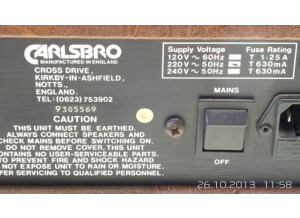 CARLSBRO
MANUFACTURED IN ENGLAND
CROSS DRIVE,
KIRKBY-IN-ASHFIELD,
NOTTS.,
ENGLAND.
TEL:(0623) 753902
9305569
CAUTION
THIS UNIT MUST BE EARTHED.
ALWAYS CONNECT SPEAKERS AND
BEFORE SWITCHING ON,
DO NOT REMOVE COVER. THIS UNIT
CONTAINS NO USER-SERVICEABLE PARTS.
TO PREVENT FIRE AND SHOCK HAZARD
DO NOT EXPOSE UNIT TO RAIN OR MOISTURE,
REFER SERVICING TO QUALIFIED PERSONNEL.
Supply Voltage Fuse Rating
120V ~ 60Hz T 1·25A
220V ~ 50Hz T 630mA
240V ~ 50Hz T 630mA
MAINS
OFF
26.10.2013 11:58